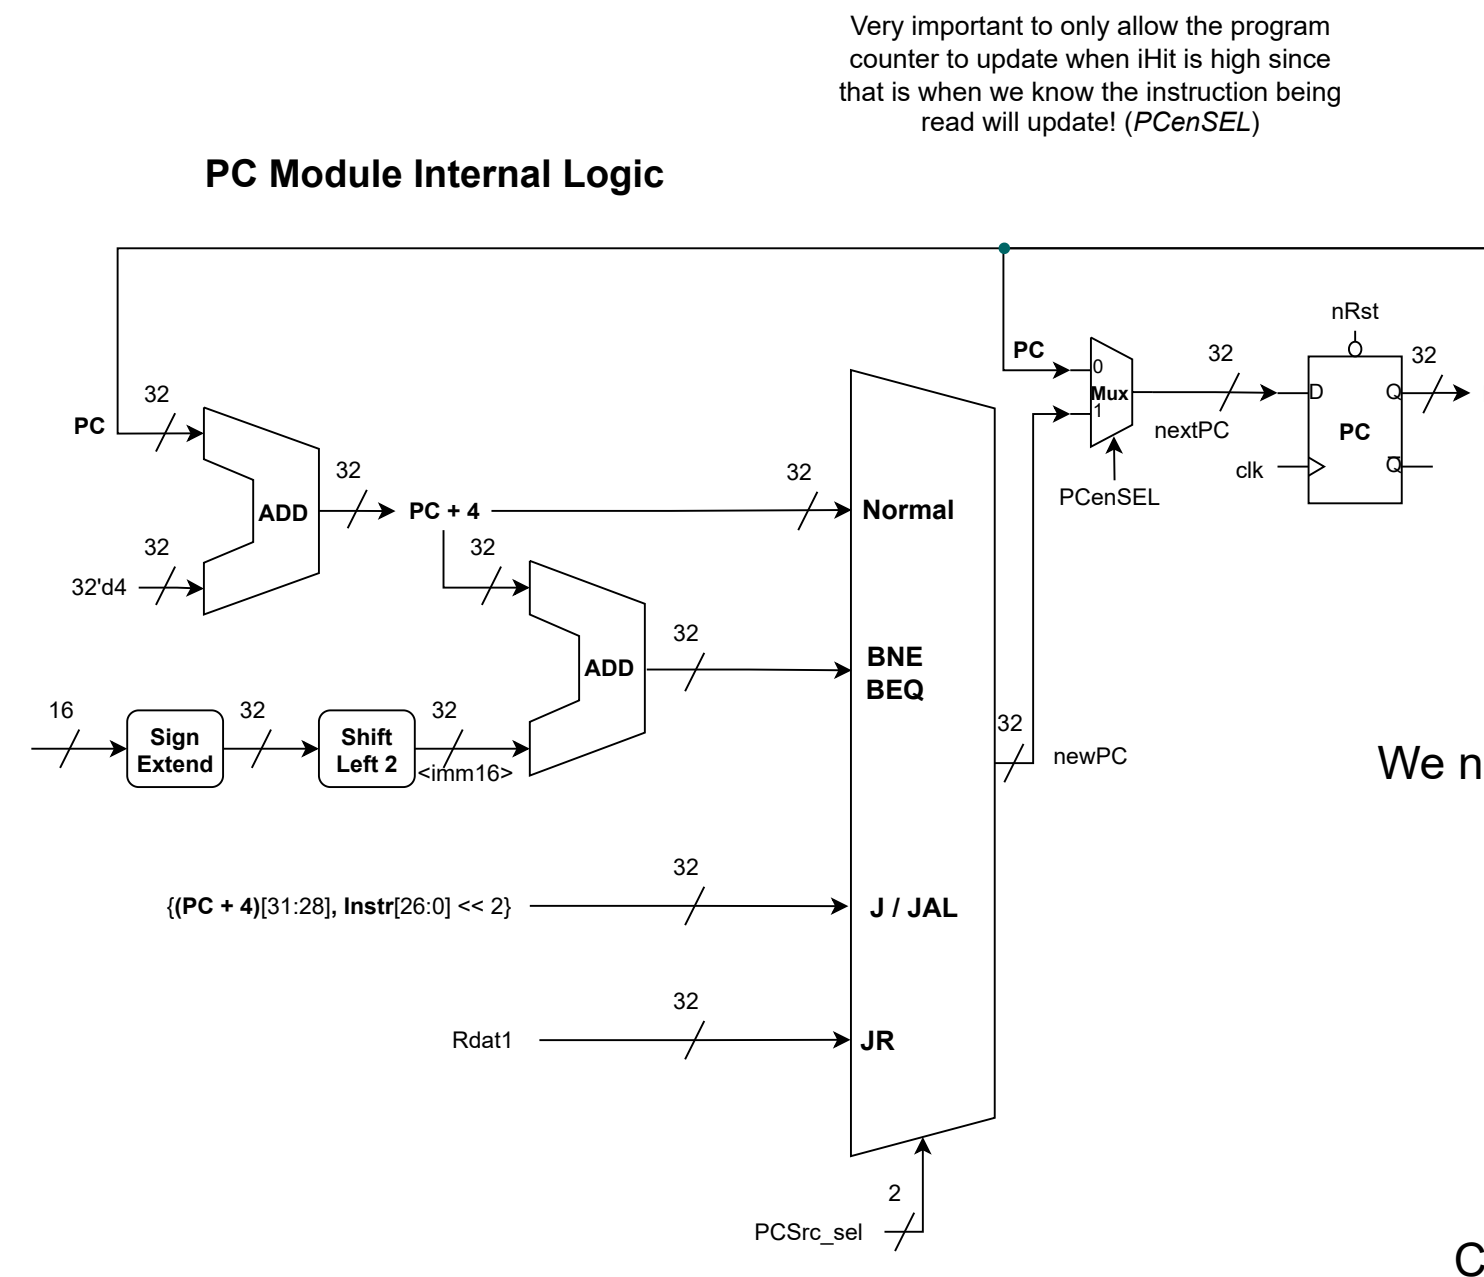 Very important to only allow the program
counter to update when iHit is high since
that is when we know the instruction being
read will update! (PCenSEL)
PC Module Internal Logic
nRst
PC
32
32
0
Mux
1
D
Q
PC
Q
nextPC
clk
PCenSEL
32
PC
32
ADD
PC + 4
32
Normal
32
32'd4
32
ADD
32
BNE
BEQ
16
Sign
Extend
32
Shift
Left 2
32
<imm16>
32
newPC
We n
32
{(PC + 4)[31:28], Instr[26:0] << 2}
J / JAL
32
Rdat1
JR
2
PCSrc_sel
C